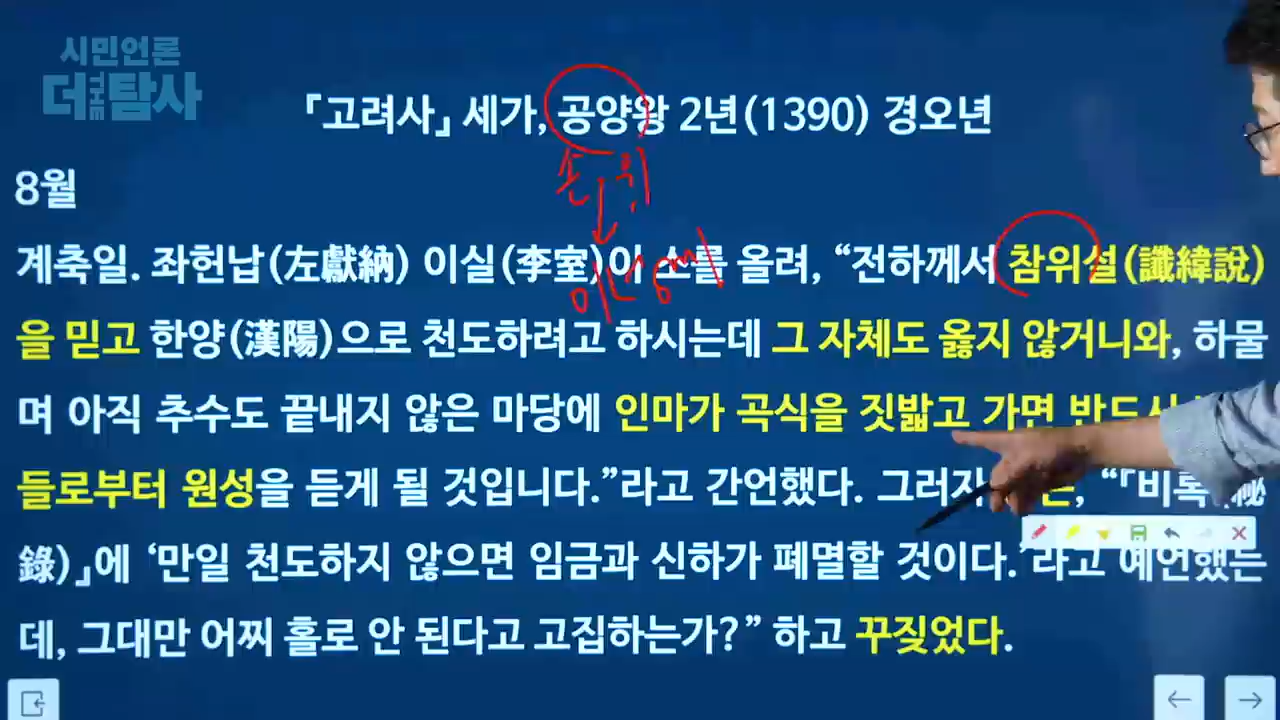 시민언론
더탐사
『고려사』 세가, 공양왕 2년(1390) 경오년
8월
계축일. 좌헌납(左獻納) 이실(李室)이 소를 올려, “전하께서 참위설(讖緯說)
을 믿고 한양(漢陽)으로 천도하려고 하시는데 그 자체도 옳지 않거니와, 하물
며 아직 추수도 끝내지 않은 마당에 인마가 곡식을 짓밟고 가면 반드시
들로부터 원성을 듣게 될 것입니다.”라고 간언했다. 그러자 “「비록(秘
錄)」에 ‘만일 천도하지 않으면 임금과 신하가 폐멸할 것이다.’라고 예언했는
데, 그대만 어찌 홀로 안 된다고 고집하는가?” 하고 꾸짖었다.